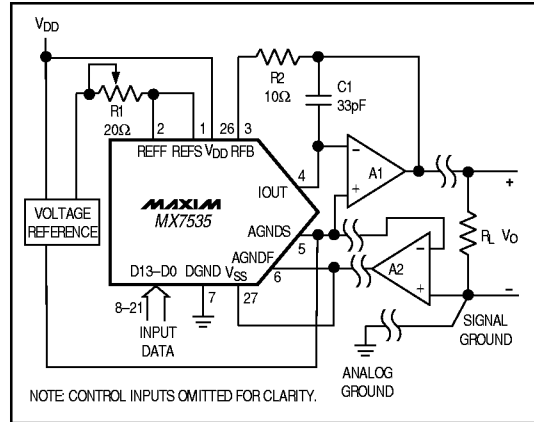 VDD
R2
10Ω
C1
33pF
R1
20Ω
2
1
26
3
REFF
REFS
VDD
RFB
4
IOUT
A1
+
MAXIM
MX7535
VOLTAGE
REFERENCE
AGNDS
5
AGNDF
6
A2
RL
VO
D13–D0
DGND
VSS
8–21
7
27
INPUT
DATA
–
SIGNAL
GROUND
ANALOG
GROUND
NOTE: CONTROL INPUTS OMITTED FOR CLARITY.